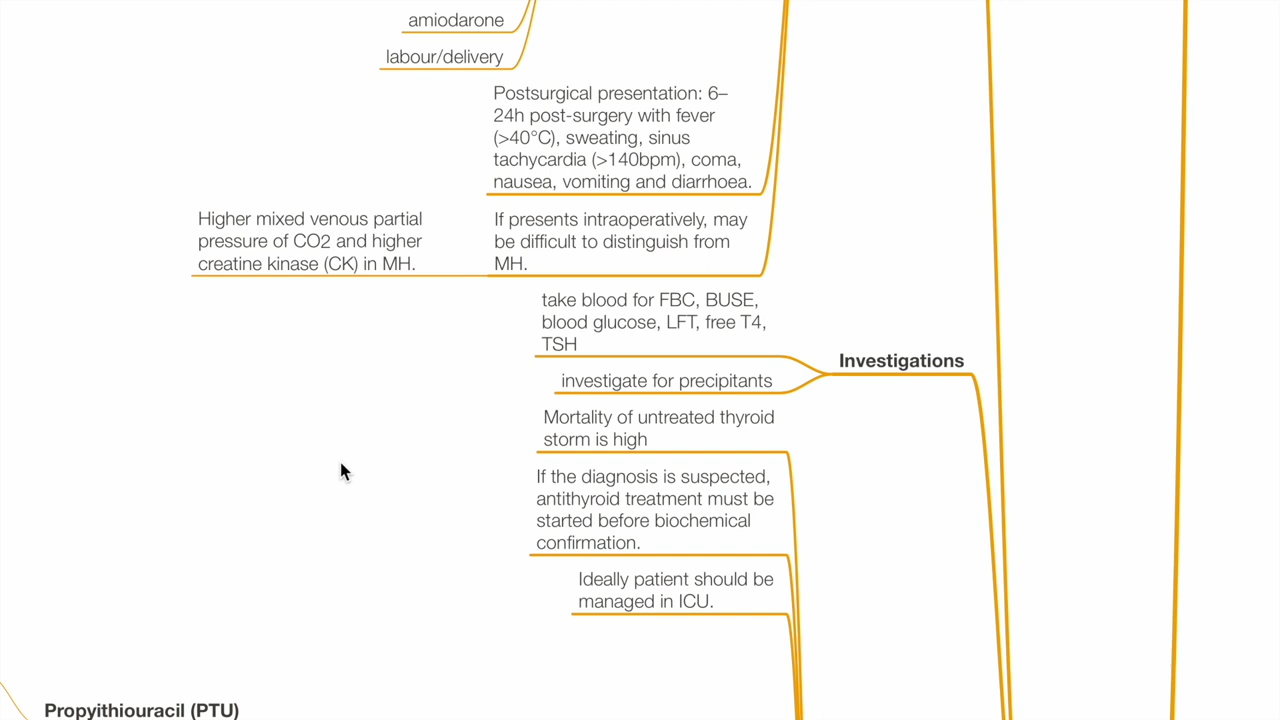 amiodarone
labour/delivery
Postsurgical presentation: 6–
24h post-surgery with fever
(>40°C), sweating, sinus
tachycardia (>140bpm), coma,
nausea, vomiting and diarrhoea.
Higher mixed venous partial
pressure of CO2 and higher
creatine kinase (CK) in MH.
If presents intraoperatively, may
be difficult to distinguish from
MH.
take blood for FBC, BUSE,
blood glucose, LFT, free T4,
TSH
Investigations
investigate for precipitants
Mortality of untreated thyroid
storm is high
If the diagnosis is suspected,
antithyroid treatment must be
started before biochemical
confirmation.
Ideally patient should be
managed in ICU.
Propyithiouracil (PTU)